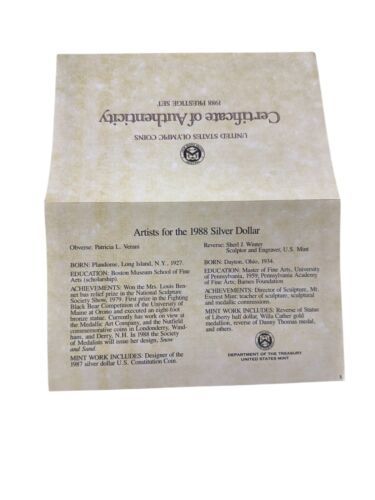 UNITED STATES OLYMPIC COINS
Certificate of Authenticity
1988 PRESTIGE SET
Artists for the 1988 Silver Dollar
Obverse: Patricia L. Verani
BORN: Plandome, Long Island, N.Y., 1927.
EDUCATION: Boston Museum School of Fine
Arts (scholarship).
ACHIEVEMENTS: Won the Mrs. Louis Ben-
net bas relief prize in the National Sculpture
Society Show, 1979. First prize in the Fighting
Black Bear Competition of the University of
Maine at Orono and executed an eight-foot
bronze statue. Currently has work on view at
the Medallic Art Company, and the Nutfield
commemorative coins in Londonderry, Wind-
ham, and Derry, N.H. In 1988 the Society
of Medalists will issue her design, Snow
and Sand.
MINT WORK INCLUDES: Designer of the
1987 silver dollar U.S. Constitution Coin.
Reverse: Sherl J. Winter
Sculptor and Engraver, U.S. Mint
BORN: Dayton, Ohio, 1934.
EDUCATION: Master of Fine Arts, University
of Pennsylvania, 1959; Pennsylvania Academy
of Fine Arts; Barnes Foundation
ACHIEVEMENTS: Director of Sculpture, Mt.
Everest Mint; teacher of sculpture, sculptural
and medallic commissions.
MINT WORK INCLUDES: Reverse of Statue
of Liberty half dollar, Willa Cather gold
medallion, reverse of Danny Thomas medal,
and others.
DEPARTMENT OF THE TREASURY
UNITED STATES MINT